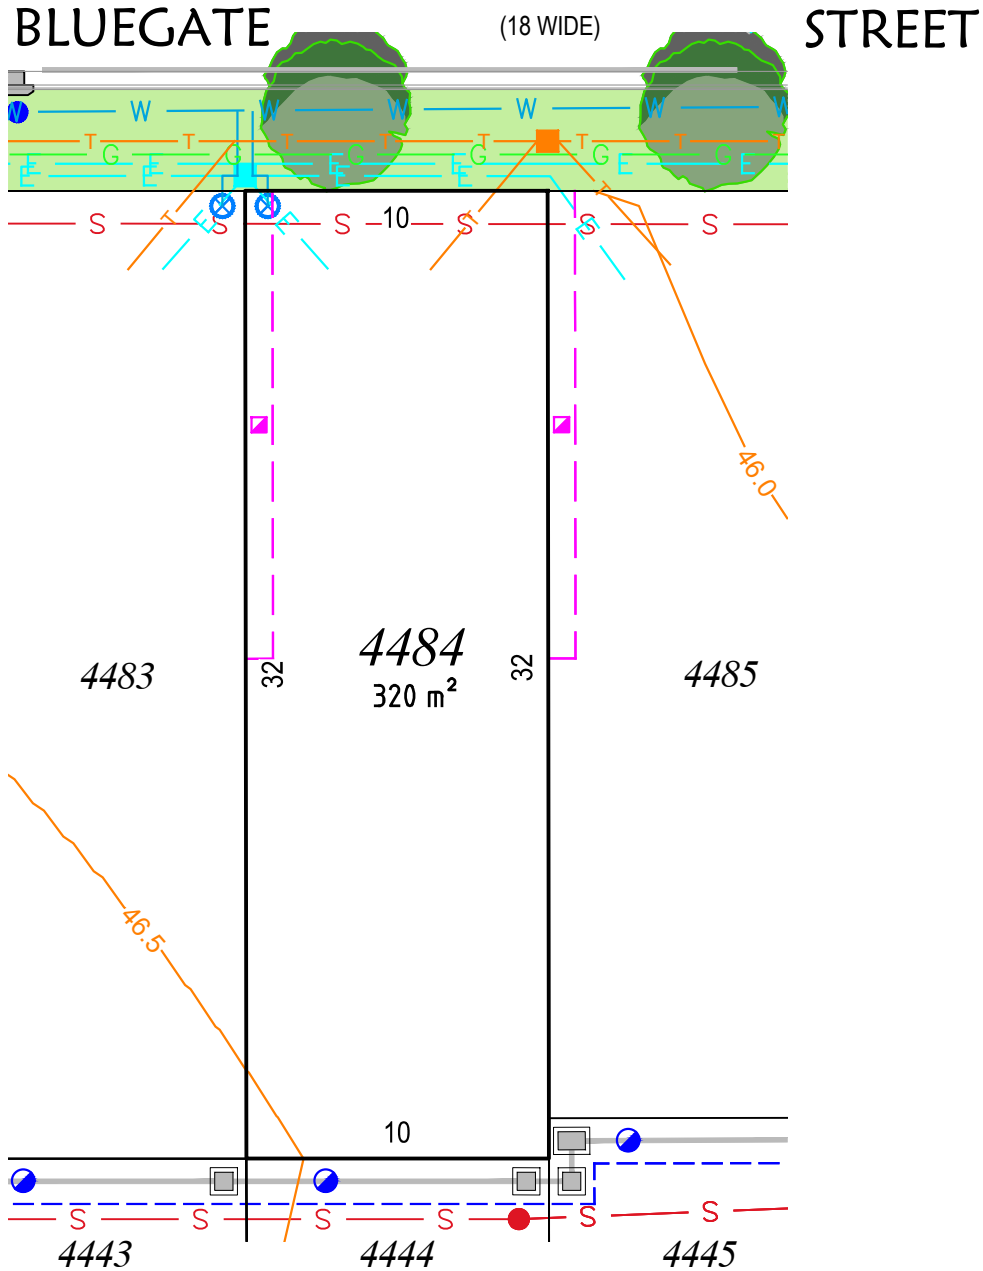 BLUEGATE (18 WIDE) STREET
W W W W W W W
T T T T T T T T
G G G G G
E E E E E E
E E E E
T E E T T E
S S S 10 S S S
46.0
4483 32 4484 32 4485
320 m²
46.5
10
S S S S S S
4443 4444 4445